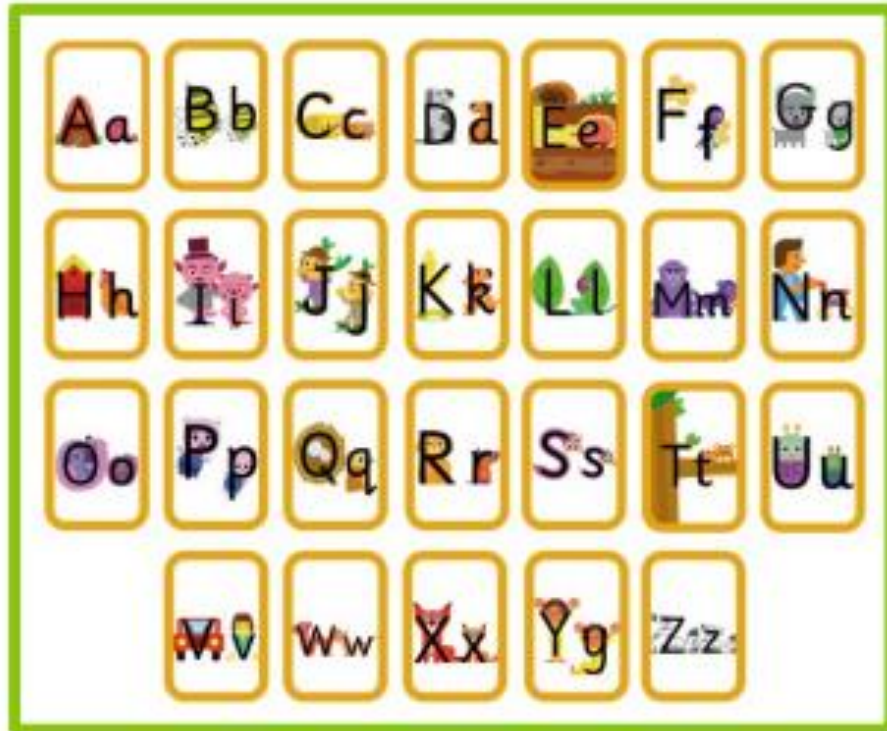 Aa Bb Cc Dd Ee Ff Gg
Hh Ii Jj Kk Ll Mm Nn
Oo Pp Qq Rr Ss Tt Uu
Vv Ww Xx Yy Zz